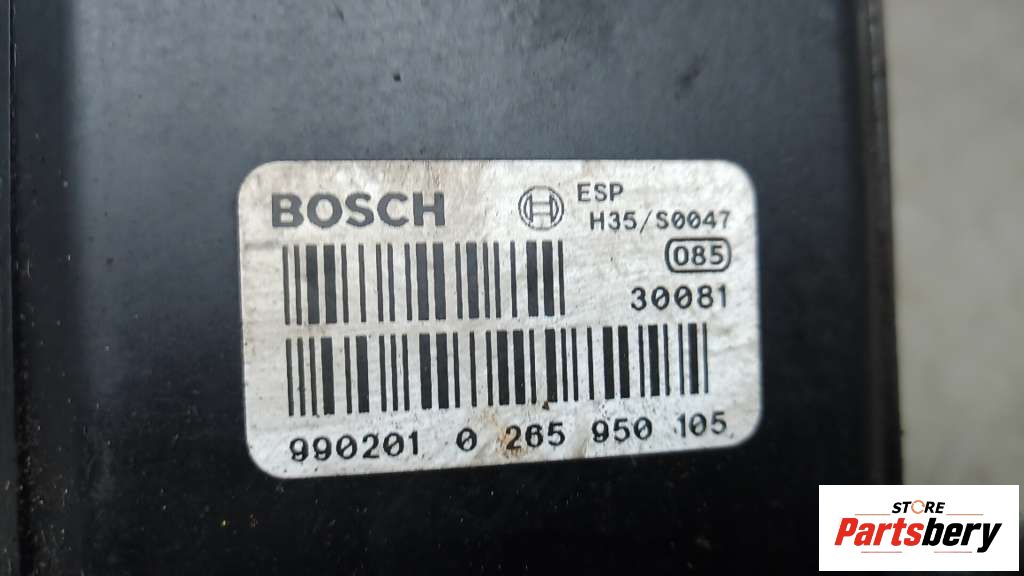 BOSCH
ESP
H35/S0047
085
30081
990201 0 265 950 105
STORE
Partsbery